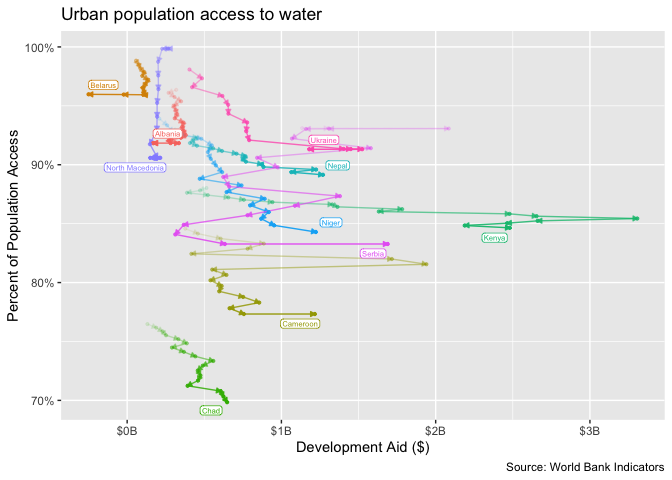 Urban population access to water
Percent of Population Access
100%
90%
80%
70%
Belarus
Albania
Ukraine
North Macedonia
Nepal
Niger
Kenya
Serbia
Cameroon
Chad
$0B
$1B
$2B
$3B
Development Aid ($)
Source: World Bank Indicators